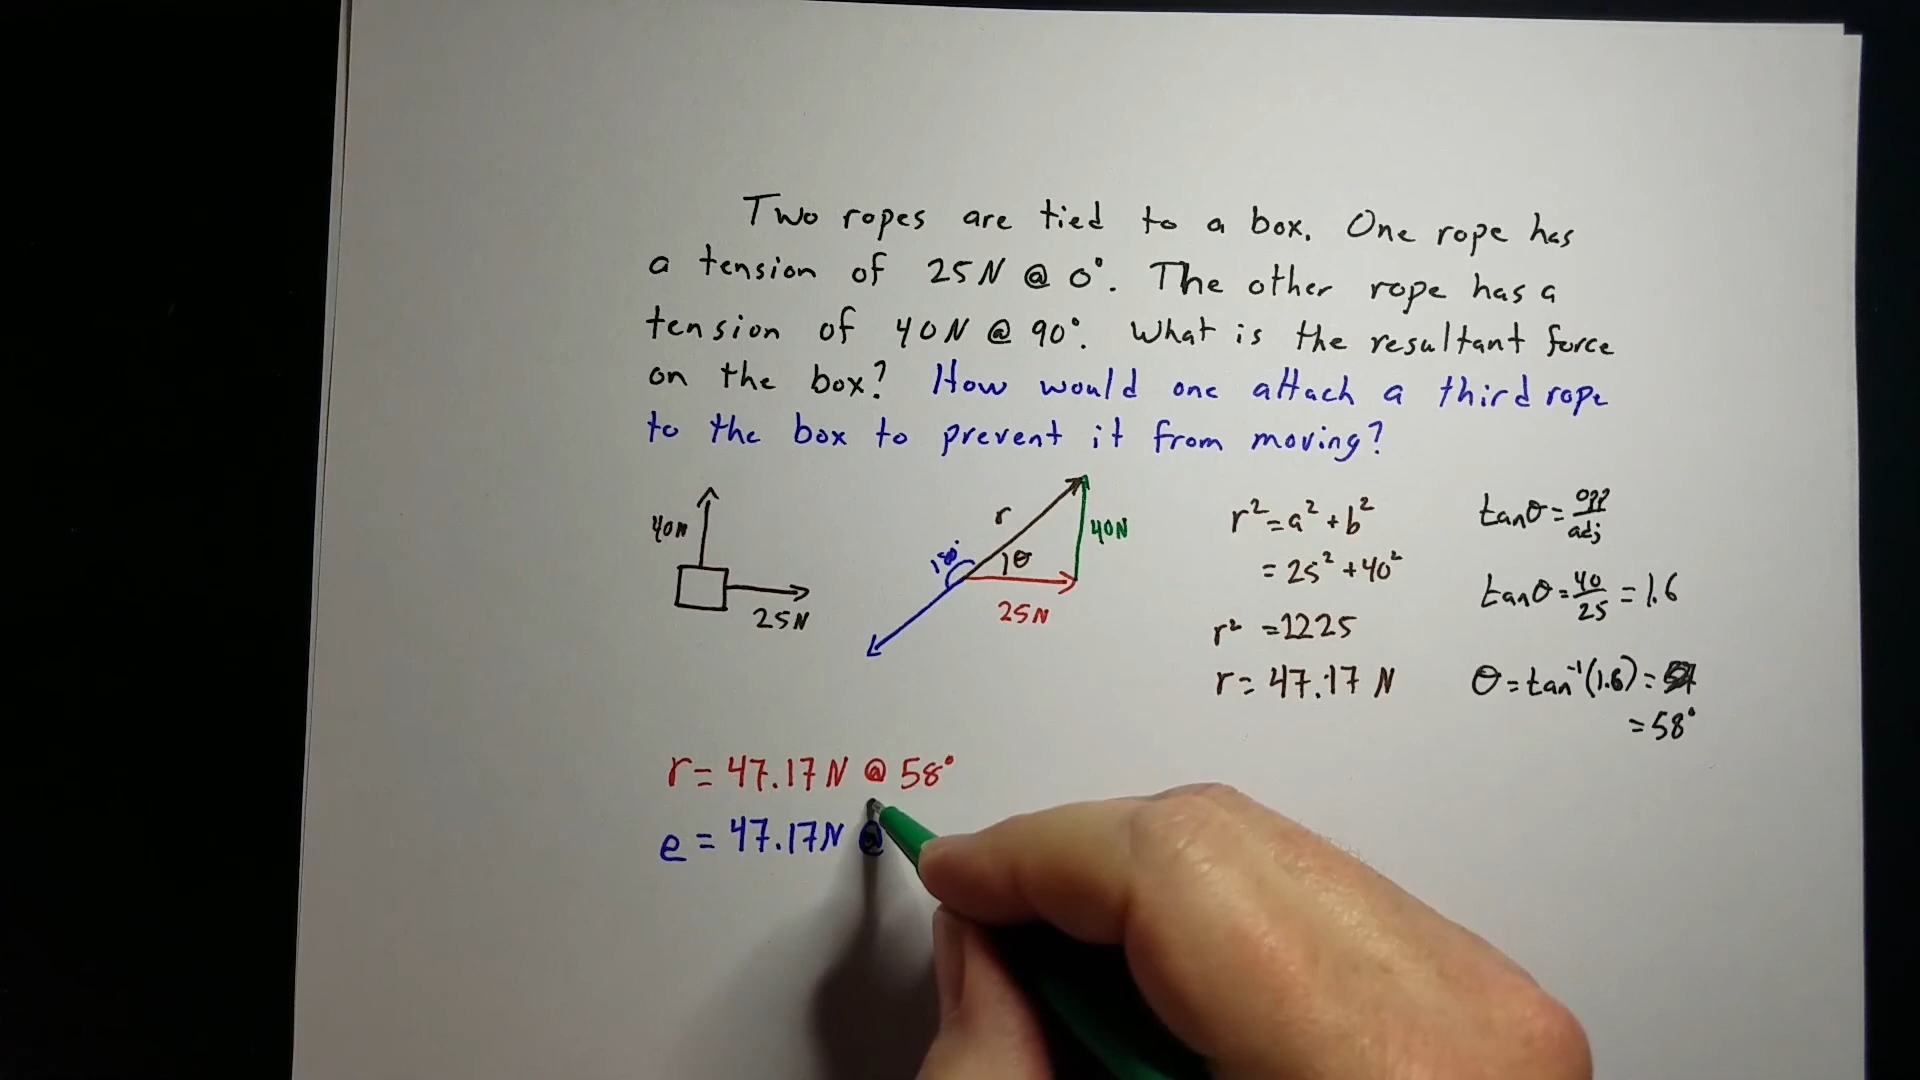 Two ropes are tied to a box. One rope has
a tension of 25N @ 0°. The other rope has a
tension of 40N @ 90°. What is the resultant force
on the box? How would one attach a third rope
to the box to prevent it from moving?
40N
25N
r
40N
180°
θ
25N
r²=a²+b²
=25²+40²
r² =1225
r=47.17 N
tanθ=opp/adj
tanθ=40/25=1.6
θ=tan⁻¹(1.6)=
=58°
r=47.17N @ 58°
e=47.17N @